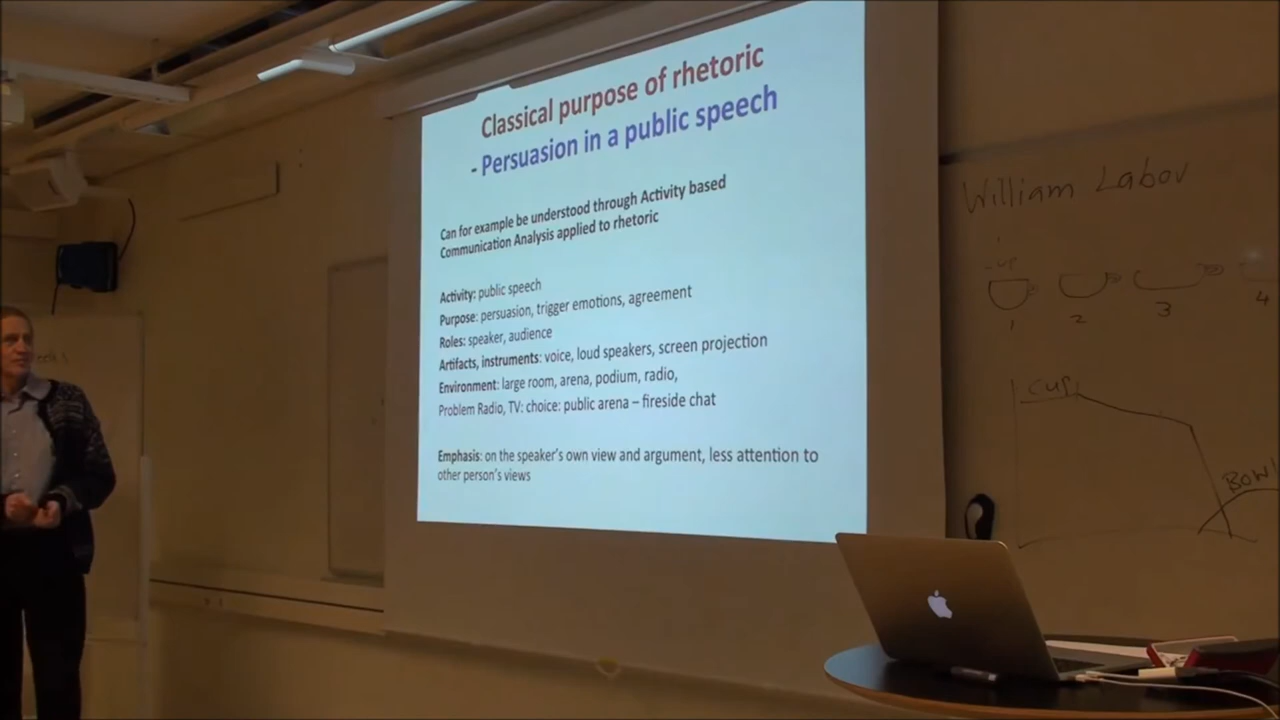 Classical purpose of rhetoric
- Persuasion in a public speech
Can for example be understood through Activity based
Communication Analysis applied to rhetoric
Activity: public speech
Purpose: persuasion, trigger emotions, agreement
Roles: speaker, audience
Artifacts, instruments: voice, loud speakers, screen projection
Environment: large room, arena, podium, radio,
Problem Radio, TV: choice: public arena – fireside chat
Emphasis: on the speaker's own view and argument, less attention to
other person's views
William Labov
1 2 3 4
cup